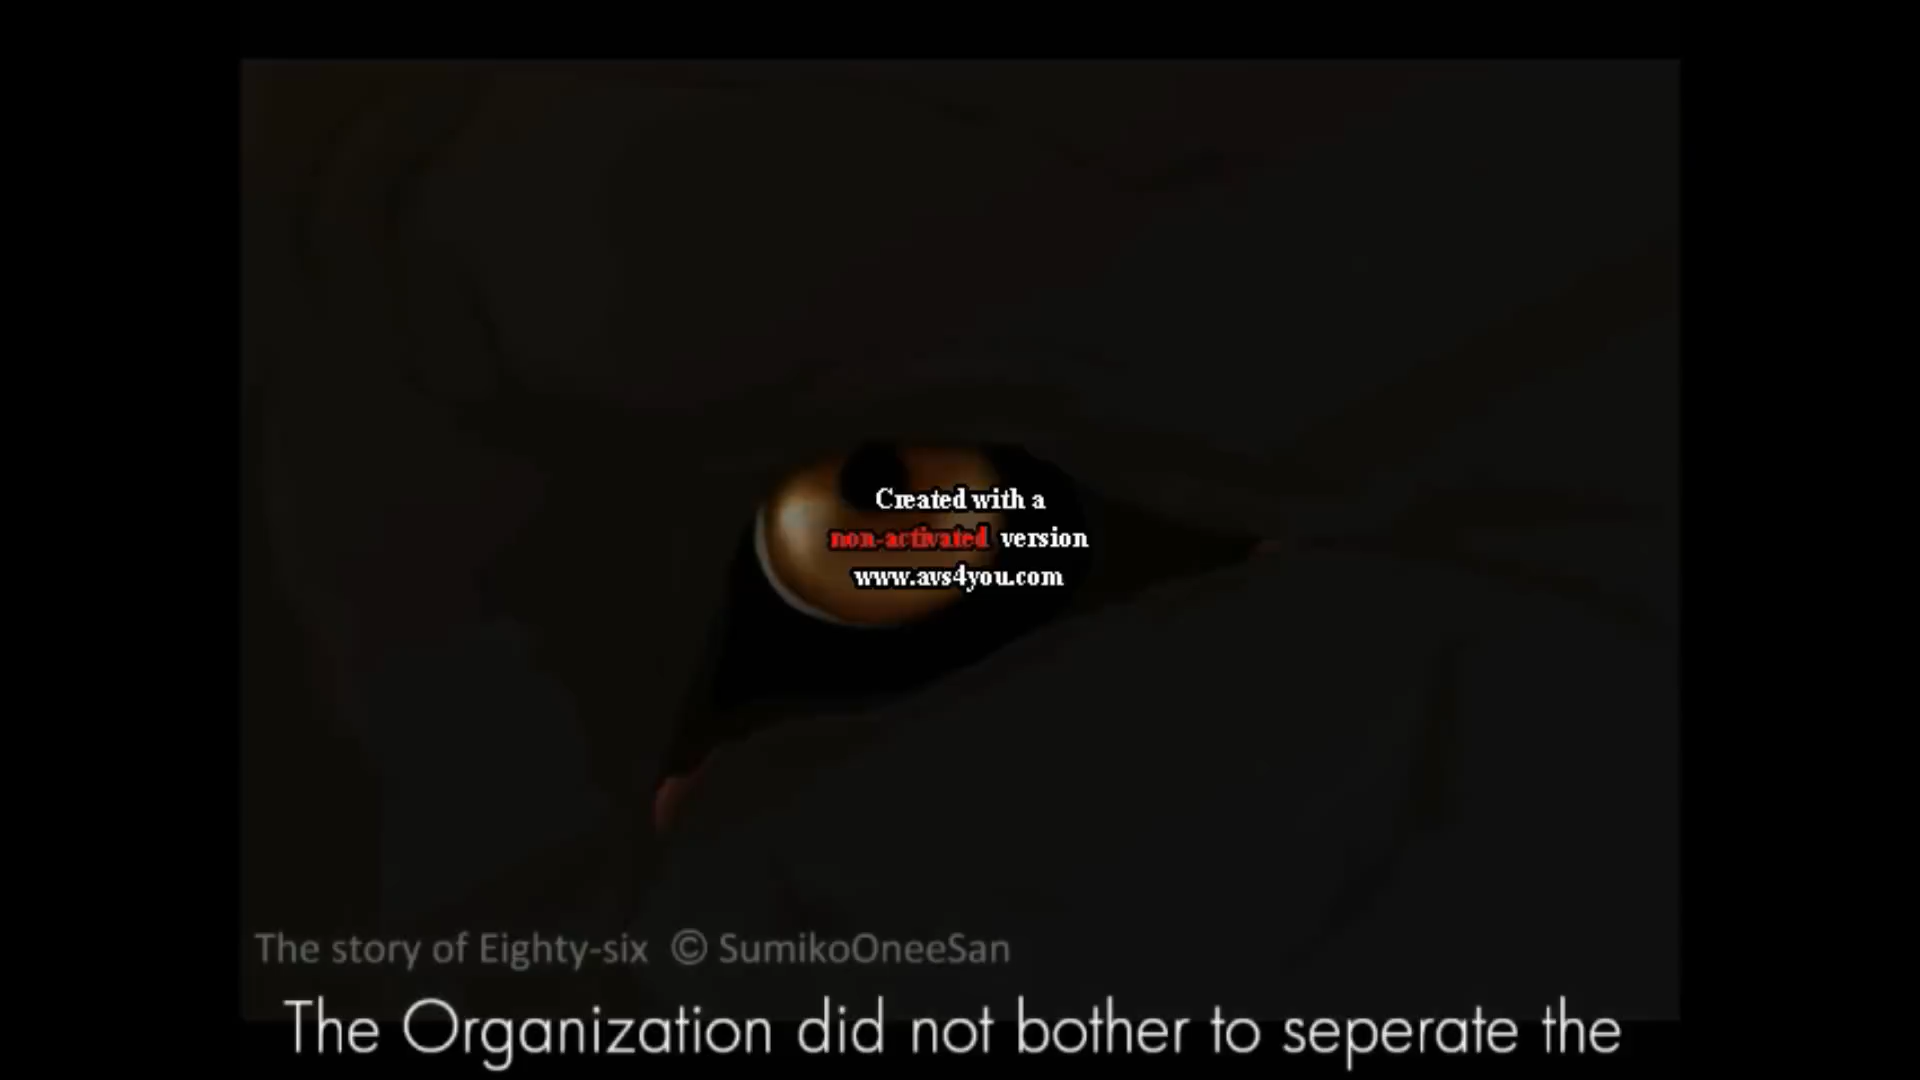 Created with a
non-activated version
www.avs4you.com
The story of Eighty-six © SumikoOneeSan
The Organization did not bother to seperate the